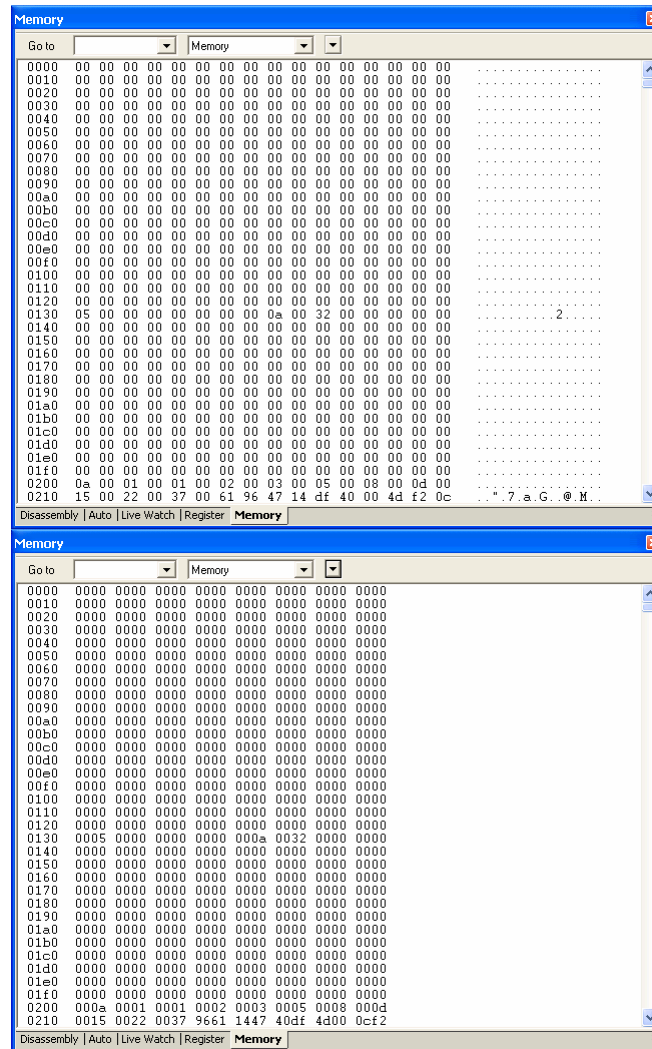 Memory
Go to Memory
0000 00 00 00 00 00 00 00 00 00 00 00 00 00 00 00 00 ................
0010 00 00 00 00 00 00 00 00 00 00 00 00 00 00 00 00 ................
0020 00 00 00 00 00 00 00 00 00 00 00 00 00 00 00 00 ................
0030 00 00 00 00 00 00 00 00 00 00 00 00 00 00 00 00 ................
0040 00 00 00 00 00 00 00 00 00 00 00 00 00 00 00 00 ................
0050 00 00 00 00 00 00 00 00 00 00 00 00 00 00 00 00 ................
0060 00 00 00 00 00 00 00 00 00 00 00 00 00 00 00 00 ................
0070 00 00 00 00 00 00 00 00 00 00 00 00 00 00 00 00 ................
0080 00 00 00 00 00 00 00 00 00 00 00 00 00 00 00 00 ................
0090 00 00 00 00 00 00 00 00 00 00 00 00 00 00 00 00 ................
00a0 00 00 00 00 00 00 00 00 00 00 00 00 00 00 00 00 ................
00b0 00 00 00 00 00 00 00 00 00 00 00 00 00 00 00 00 ................
00c0 00 00 00 00 00 00 00 00 00 00 00 00 00 00 00 00 ................
00d0 00 00 00 00 00 00 00 00 00 00 00 00 00 00 00 00 ................
00e0 00 00 00 00 00 00 00 00 00 00 00 00 00 00 00 00 ................
00f0 00 00 00 00 00 00 00 00 00 00 00 00 00 00 00 00 ................
0100 00 00 00 00 00 00 00 00 00 00 00 00 00 00 00 00 ................
0110 00 00 00 00 00 00 00 00 00 00 00 00 00 00 00 00 ................
0120 00 00 00 00 00 00 00 00 00 00 00 00 00 00 00 00 ................
0130 05 00 00 00 00 00 00 00 0a 00 32 00 00 00 00 00 ..........2.....
0140 00 00 00 00 00 00 00 00 00 00 00 00 00 00 00 00 ................
0150 00 00 00 00 00 00 00 00 00 00 00 00 00 00 00 00 ................
0160 00 00 00 00 00 00 00 00 00 00 00 00 00 00 00 00 ................
0170 00 00 00 00 00 00 00 00 00 00 00 00 00 00 00 00 ................
0180 00 00 00 00 00 00 00 00 00 00 00 00 00 00 00 00 ................
0190 00 00 00 00 00 00 00 00 00 00 00 00 00 00 00 00 ................
01a0 00 00 00 00 00 00 00 00 00 00 00 00 00 00 00 00 ................
01b0 00 00 00 00 00 00 00 00 00 00 00 00 00 00 00 00 ................
01c0 00 00 00 00 00 00 00 00 00 00 00 00 00 00 00 00 ................
01d0 00 00 00 00 00 00 00 00 00 00 00 00 00 00 00 00 ................
01e0 00 00 00 00 00 00 00 00 00 00 00 00 00 00 00 00 ................
01f0 00 00 00 00 00 00 00 00 00 00 00 00 00 00 00 00 ................
0200 0a 00 01 00 01 00 02 00 03 00 05 00 08 00 0d 00 ................
0210 15 00 22 00 37 00 61 96 47 14 df 40 00 4d f2 0c ..".7.a.G..@.M..
Disassembly | Auto | Live Watch | Register Memory
Memory
Go to Memory
0000 0000 0000 0000 0000 0000 0000 0000 0000
0010 0000 0000 0000 0000 0000 0000 0000 0000
0020 0000 0000 0000 0000 0000 0000 0000 0000
0030 0000 0000 0000 0000 0000 0000 0000 0000
0040 0000 0000 0000 0000 0000 0000 0000 0000
0050 0000 0000 0000 0000 0000 0000 0000 0000
0060 0000 0000 0000 0000 0000 0000 0000 0000
0070 0000 0000 0000 0000 0000 0000 0000 0000
0080 0000 0000 0000 0000 0000 0000 0000 0000
0090 0000 0000 0000 0000 0000 0000 0000 0000
00a0 0000 0000 0000 0000 0000 0000 0000 0000
00b0 0000 0000 0000 0000 0000 0000 0000 0000
00c0 0000 0000 0000 0000 0000 0000 0000 0000
00d0 0000 0000 0000 0000 0000 0000 0000 0000
00e0 0000 0000 0000 0000 0000 0000 0000 0000
00f0 0000 0000 0000 0000 0000 0000 0000 0000
0100 0000 0000 0000 0000 0000 0000 0000 0000
0110 0000 0000 0000 0000 0000 0000 0000 0000
0120 0000 0000 0000 0000 0000 0000 0000 0000
0130 0005 0000 0000 0000 000a 0032 0000 0000
0140 0000 0000 0000 0000 0000 0000 0000 0000
0150 0000 0000 0000 0000 0000 0000 0000 0000
0160 0000 0000 0000 0000 0000 0000 0000 0000
0170 0000 0000 0000 0000 0000 0000 0000 0000
0180 0000 0000 0000 0000 0000 0000 0000 0000
0190 0000 0000 0000 0000 0000 0000 0000 0000
01a0 0000 0000 0000 0000 0000 0000 0000 0000
01b0 0000 0000 0000 0000 0000 0000 0000 0000
01c0 0000 0000 0000 0000 0000 0000 0000 0000
01d0 0000 0000 0000 0000 0000 0000 0000 0000
01e0 0000 0000 0000 0000 0000 0000 0000 0000
01f0 0000 0000 0000 0000 0000 0000 0000 0000
0200 000a 0001 0001 0002 0003 0005 0008 000d
0210 0015 0022 0037 9661 1447 40df 4d00 0cf2
Disassembly | Auto | Live Watch | Register Memory